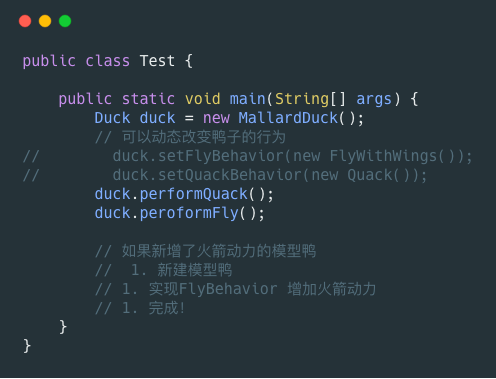 public class Test {
    public static void main(String[] args) {
        Duck duck = new MallardDuck();
        // 可以动态改变鸭子的行为
//        duck.setFlyBehavior(new FlyWithWings());
//        duck.setQuackBehavior(new Quack());
        duck.performQuack();
        duck.peroformFly();
        // 如果新增了火箭动力的模型鸭
        //  1. 新建模型鸭
        // 1. 实现FlyBehavior 增加火箭动力
        // 1. 完成!
    }
}